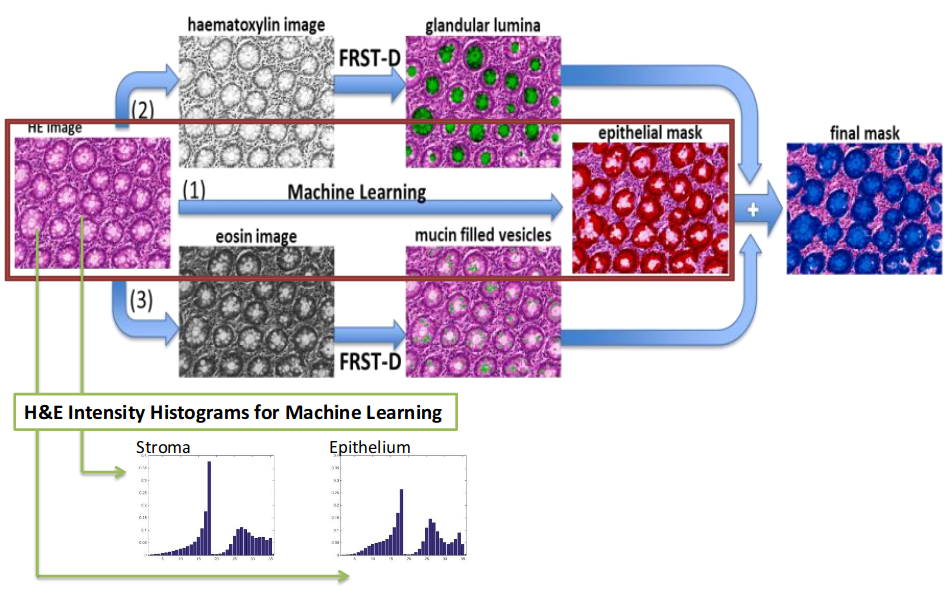 haematoxylin image
glandular lumina
FRST-D
(2)
HE image
epithelial mask
final mask
(1)
Machine Learning
+
eosin image
mucin filled vesicles
(3)
FRST-D
H&E Intensity Histograms for Machine Learning
Stroma
Epithelium